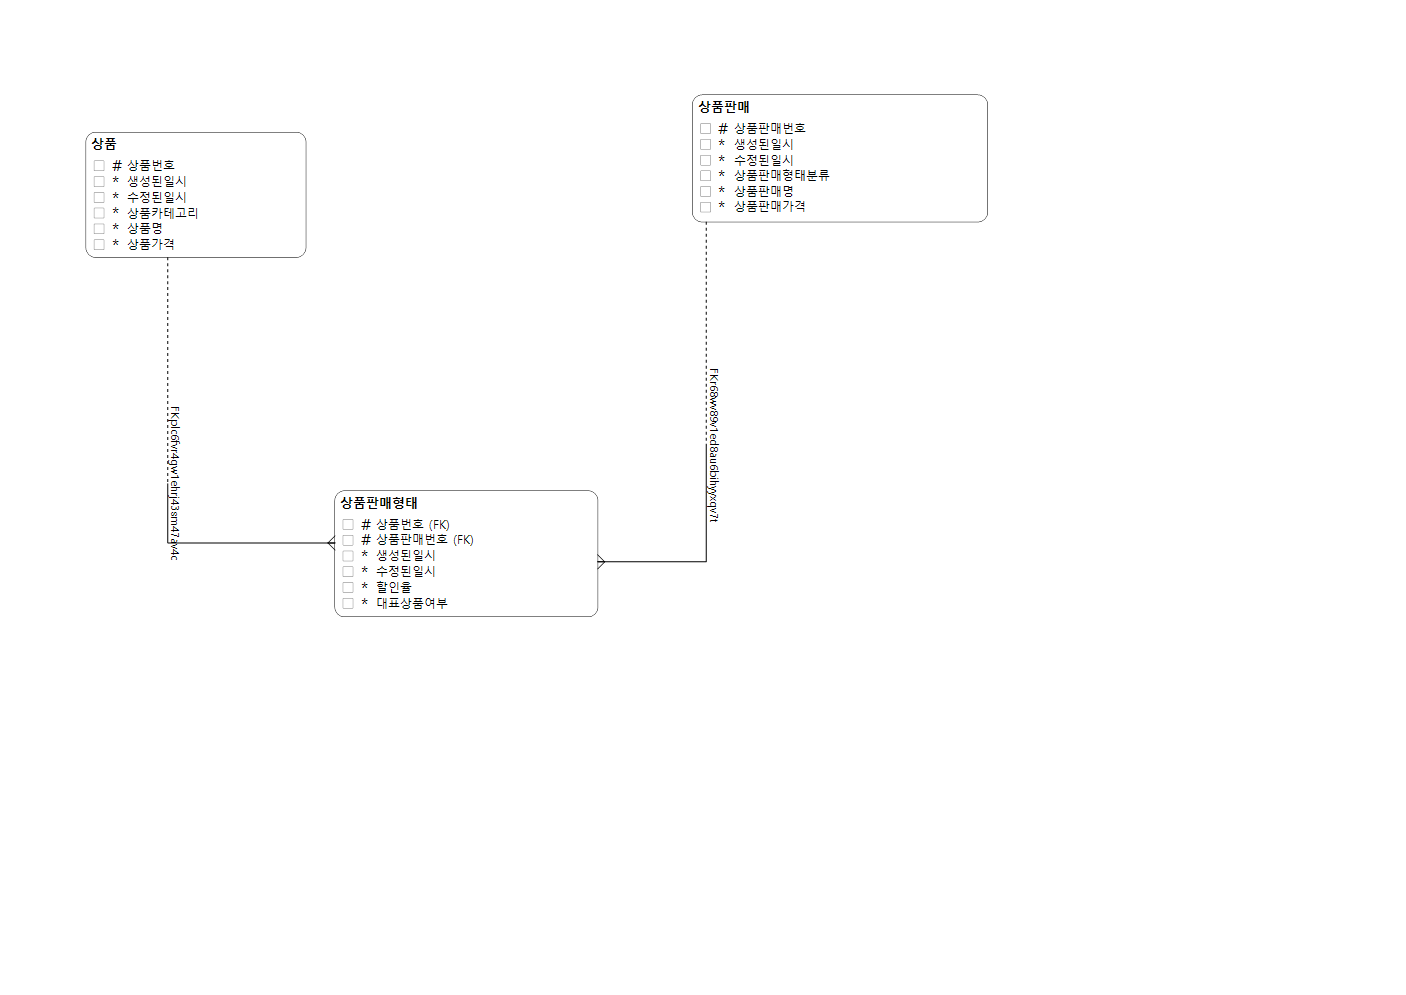 상품
# 상품번호
* 생성된일시
* 수정된일시
* 상품카테고리
* 상품명
* 상품가격
상품판매
# 상품판매번호
* 생성된일시
* 수정된일시
* 상품판매형태분류
* 상품판매명
* 상품판매가격
FKplc6fvr4gw1ehrj43sm47av4c
FKr68wv89v1ed8au6bihyyxqv7t
상품판매형태
# 상품번호 (FK)
# 상품판매번호 (FK)
* 생성된일시
* 수정된일시
* 할인율
* 대표상품여부